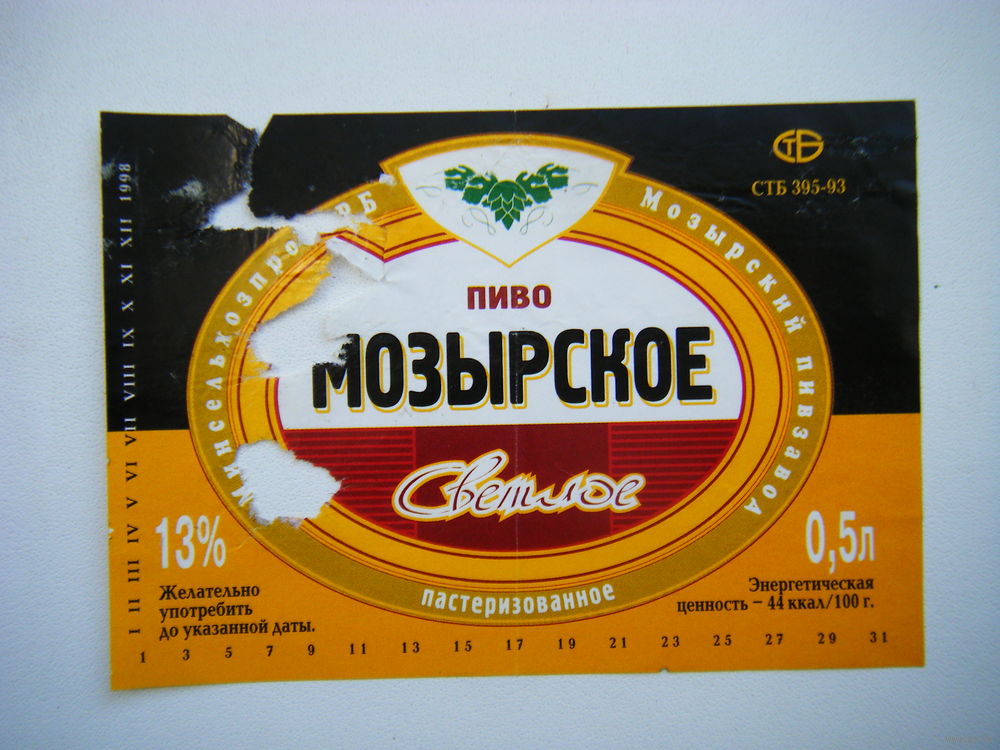 СТБ
СТБ 395-93
Минсельхозпро РБ
Мозырский пивзавод
ПИВО
МОЗЫРСКОЕ
Светлое
пастеризованное
13%
Желательно
употребить
до указанной даты.
0,5л
Энергетическая
ценность – 44 ккал/100 г.
I II III IV V VI VII VIII IX X XI XII 1998
1 3 5 7 9 11 13 15 17 19 21 23 25 27 29 31